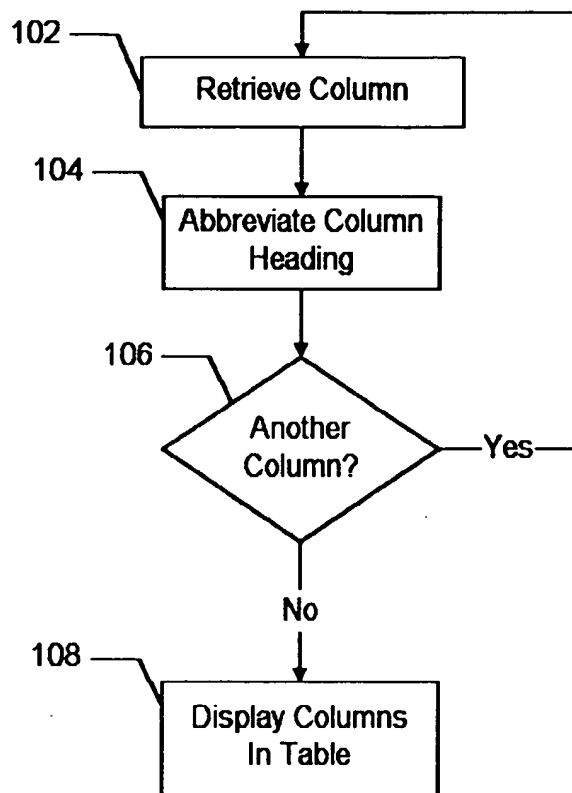 102
Retrieve Column
104
Abbreviate Column
Heading
106
Another
Column?
Yes
No
108
Display Columns
In Table